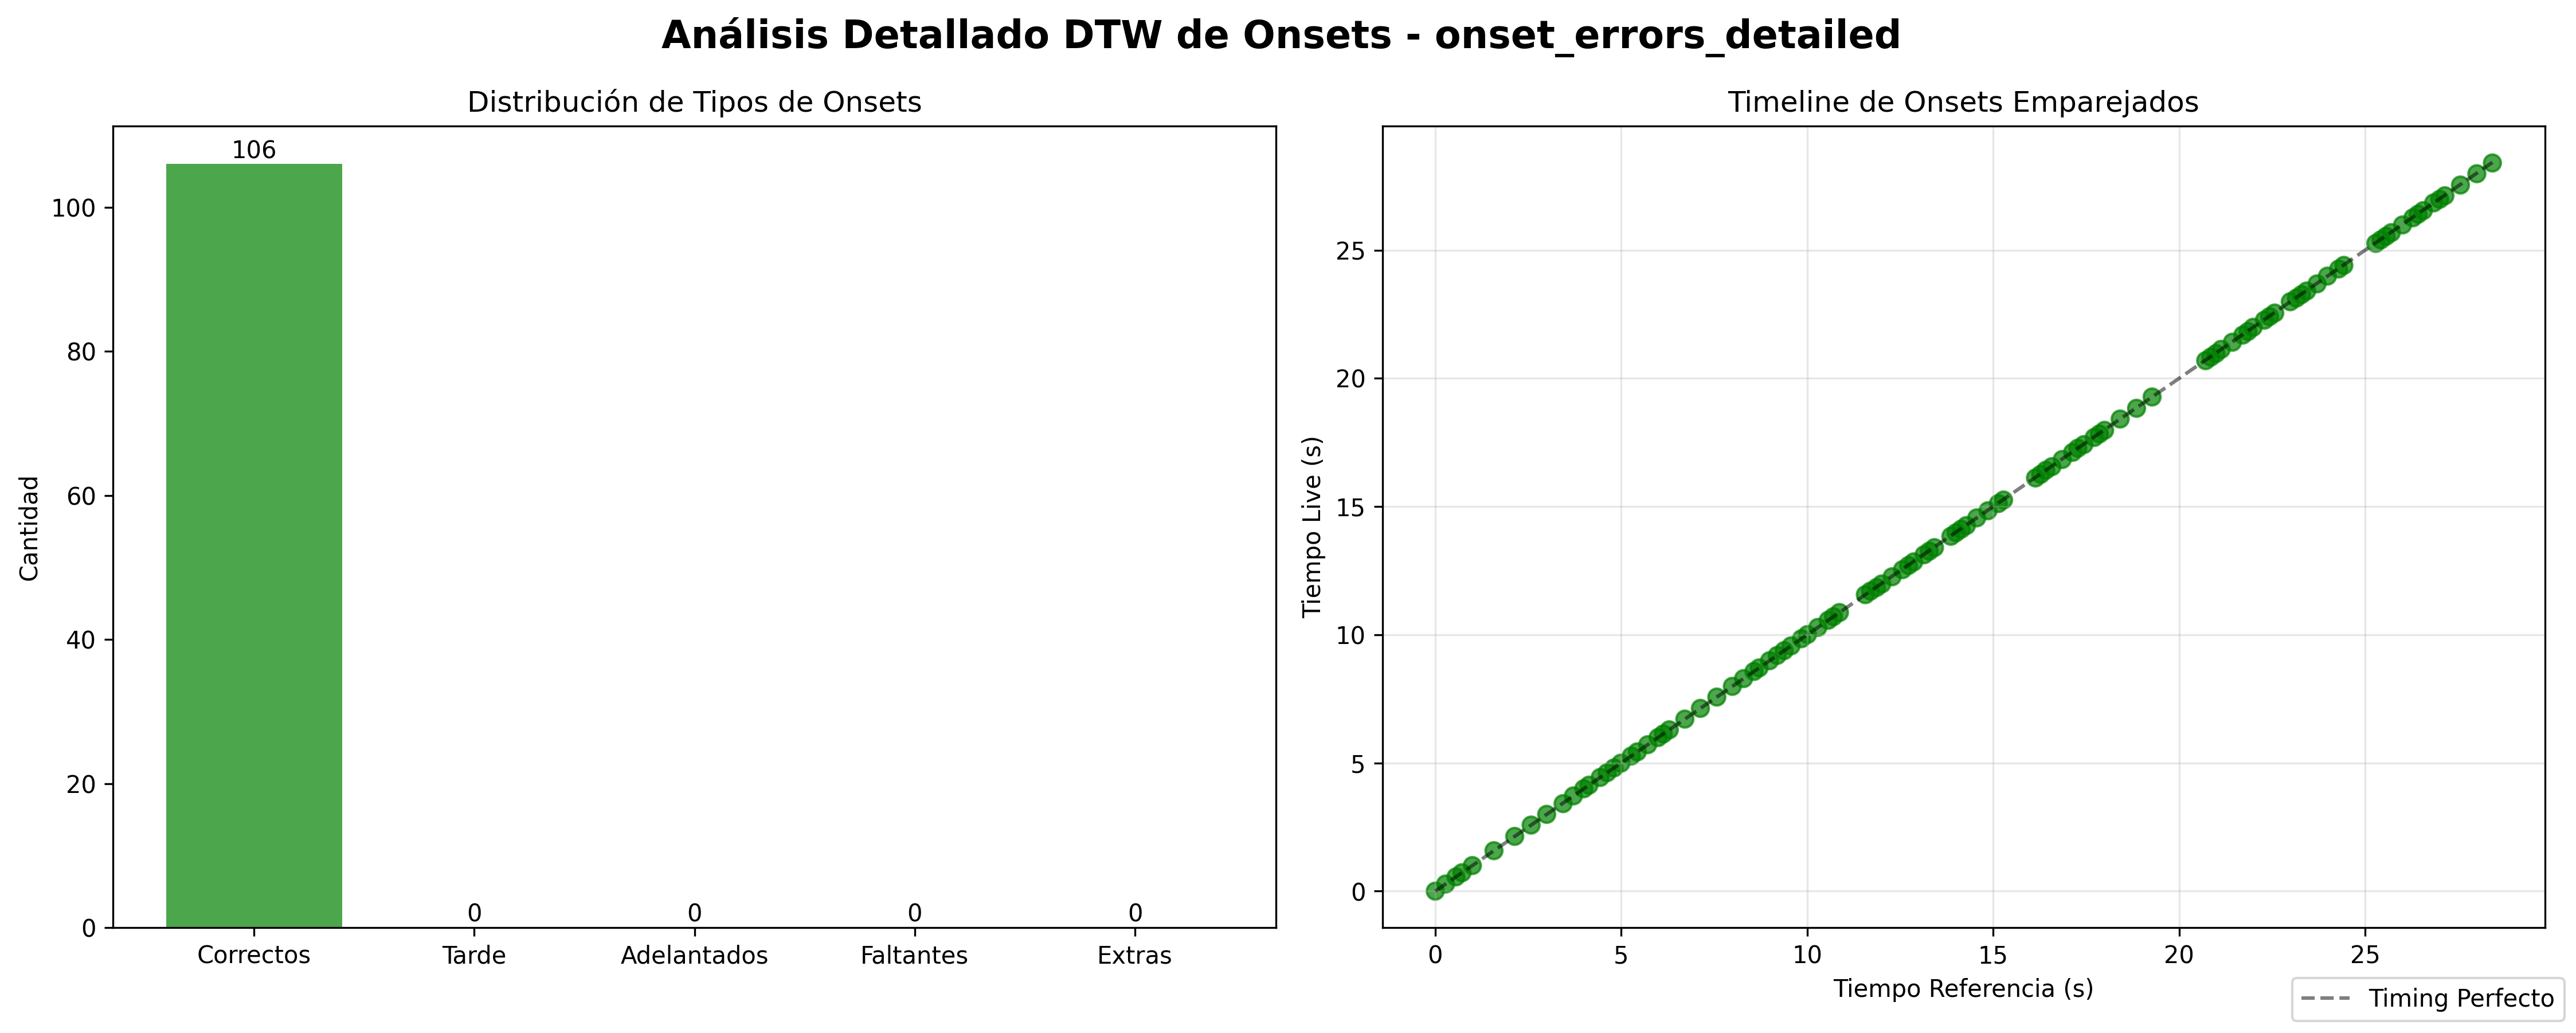 Análisis Detallado DTW de Onsets - onset_errors_detailed
Distribución de Tipos de Onsets
Cantidad
100
80
60
40
20
0
106
0
0
0
0
Correctos
Tarde
Adelantados
Faltantes
Extras
Timeline de Onsets Emparejados
Tiempo Live (s)
25
20
15
10
5
0
0
5
10
15
20
25
Tiempo Referencia (s)
Timing Perfecto